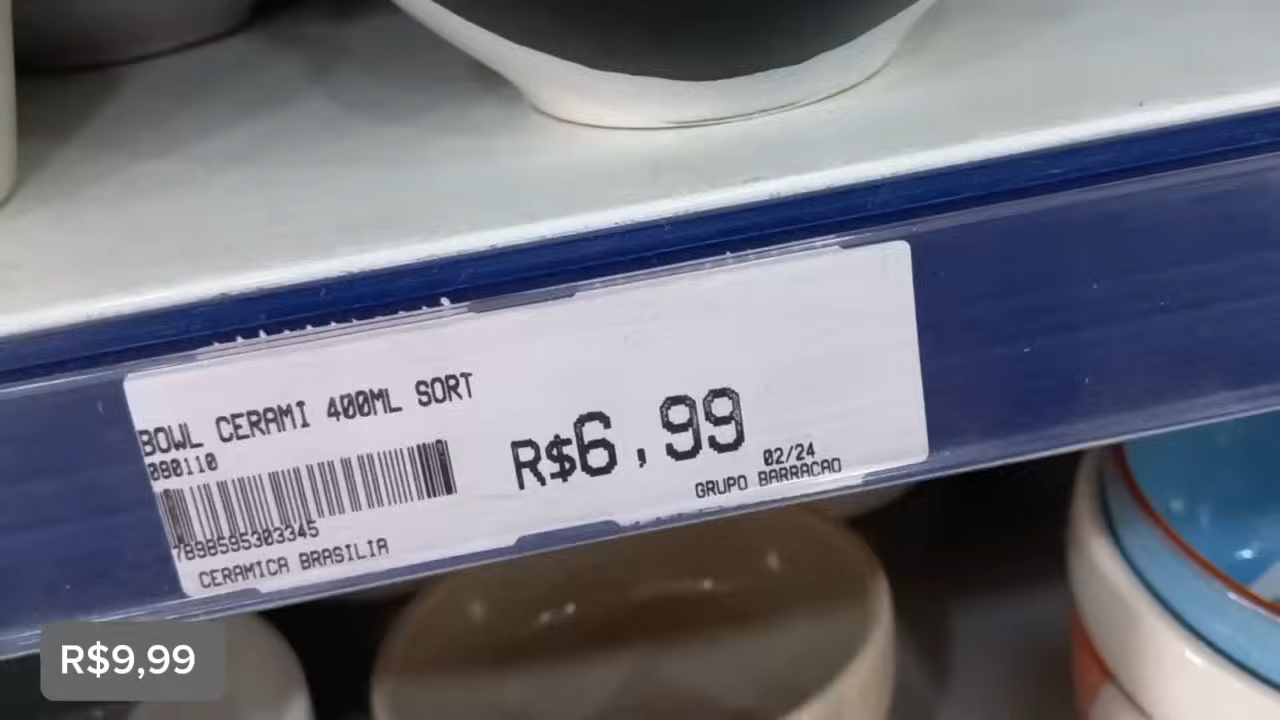 BOWL CERAMI 400ML SORT
080110
7898595303345
CERAMICA BRASILIA
R$6,99
02/24
GRUPO BARRACAO
R$9,99